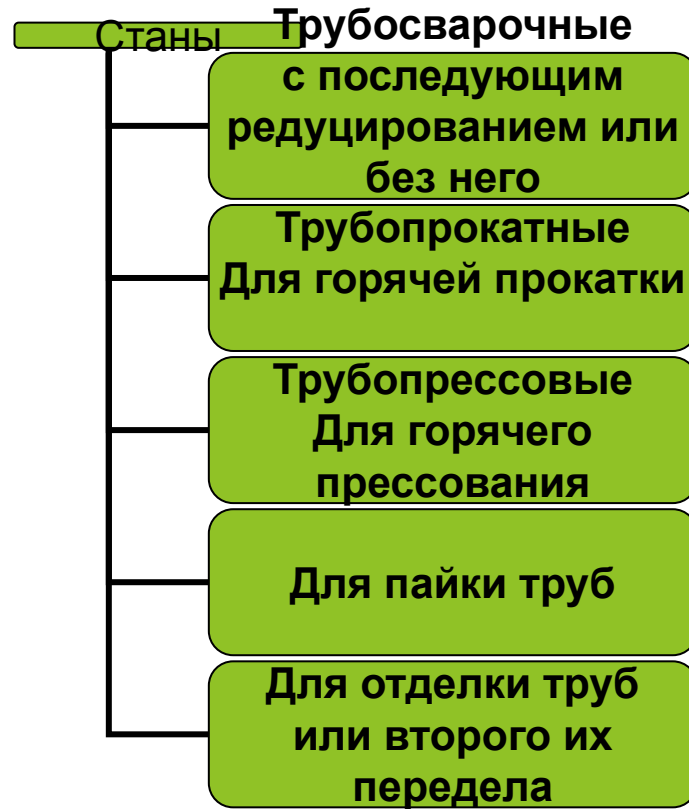 Станы
Трубосварочные
с последующим
редуцированием или
без него
Трубопрокатные
Для горячей прокатки
Трубопрессовые
Для горячего
прессования
Для пайки труб
Для отделки труб
или второго их
передела